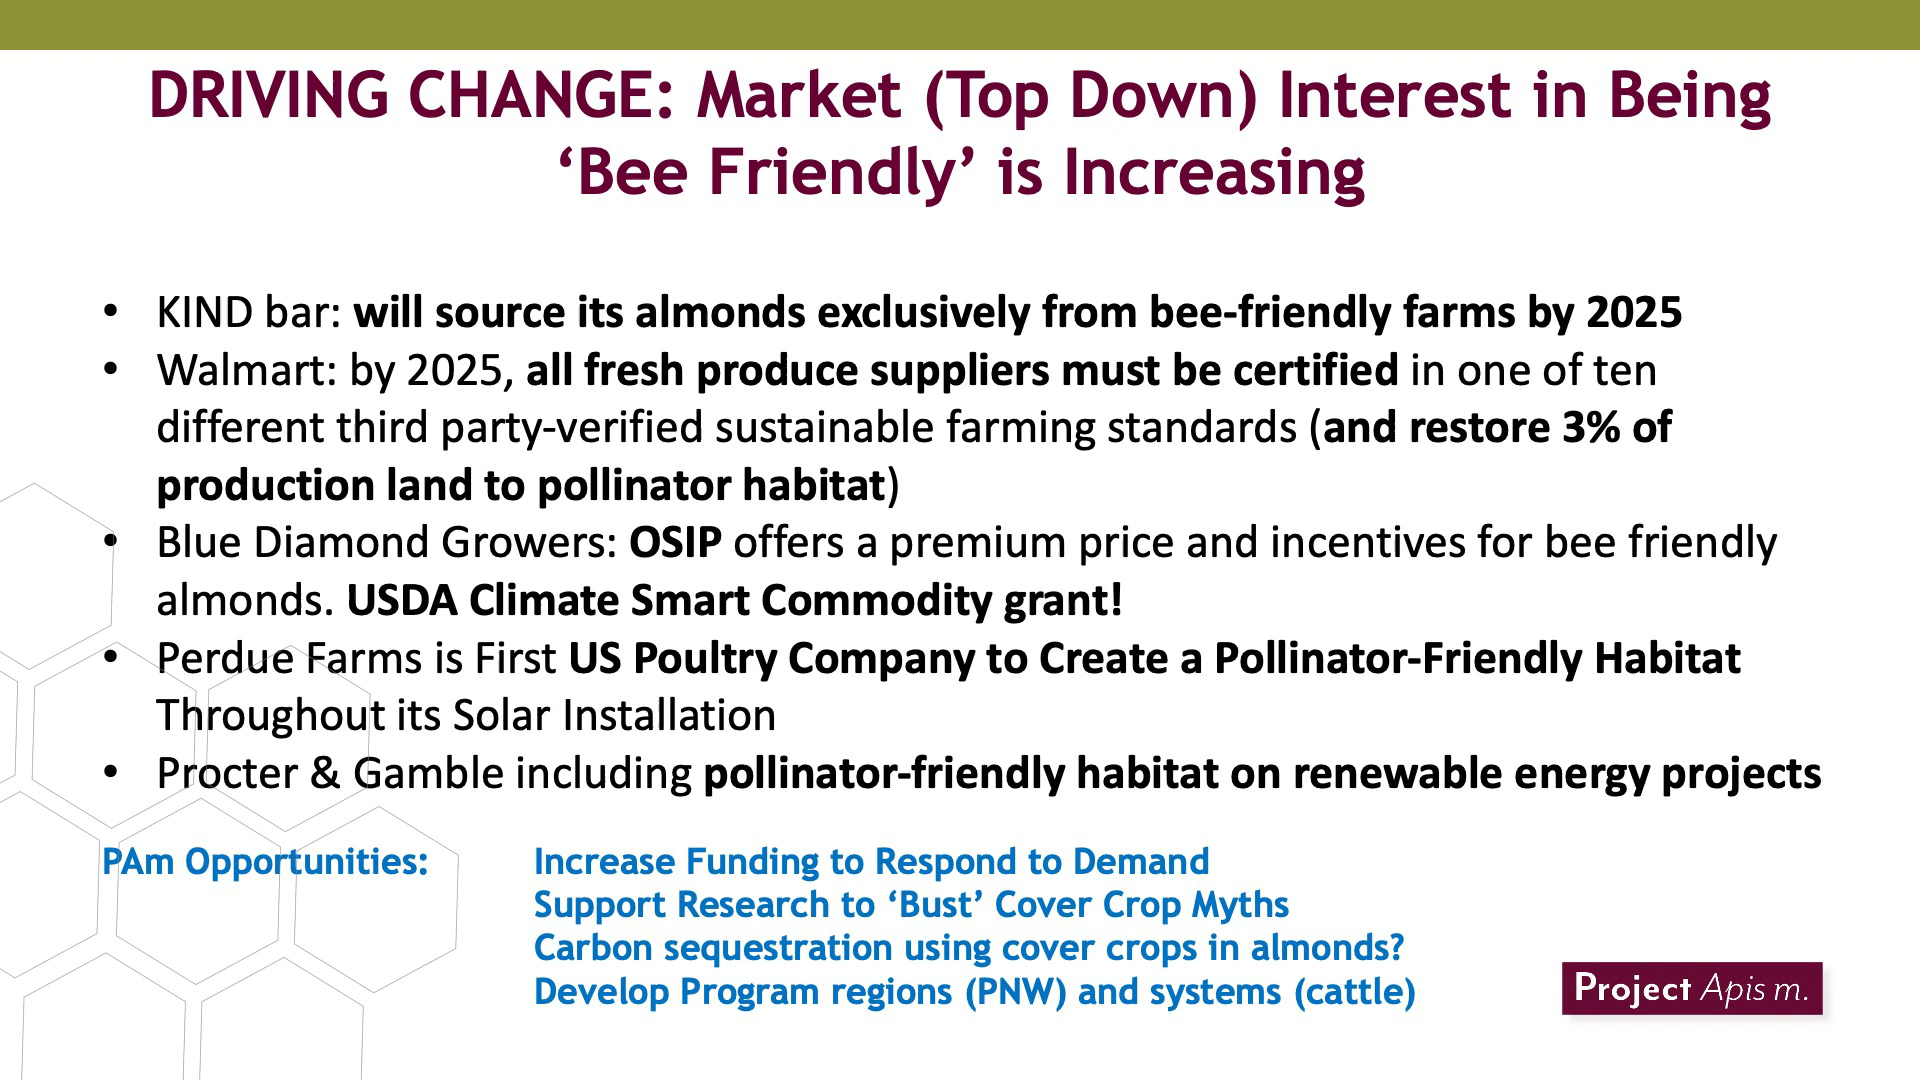 DRIVING CHANGE: Market (Top Down) Interest in Being
‘Bee Friendly’ is Increasing
• KIND bar: will source its almonds exclusively from bee-friendly farms by 2025
• Walmart: by 2025, all fresh produce suppliers must be certified in one of ten
different third party-verified sustainable farming standards (and restore 3% of
production land to pollinator habitat)
• Blue Diamond Growers: OSIP offers a premium price and incentives for bee friendly
almonds. USDA Climate Smart Commodity grant!
• Perdue Farms is First US Poultry Company to Create a Pollinator-Friendly Habitat
Throughout its Solar Installation
• Procter & Gamble including pollinator-friendly habitat on renewable energy projects
PAm Opportunities: Increase Funding to Respond to Demand
Support Research to ‘Bust’ Cover Crop Myths
Carbon sequestration using cover crops in almonds?
Develop Program regions (PNW) and systems (cattle)
Project Apis m.